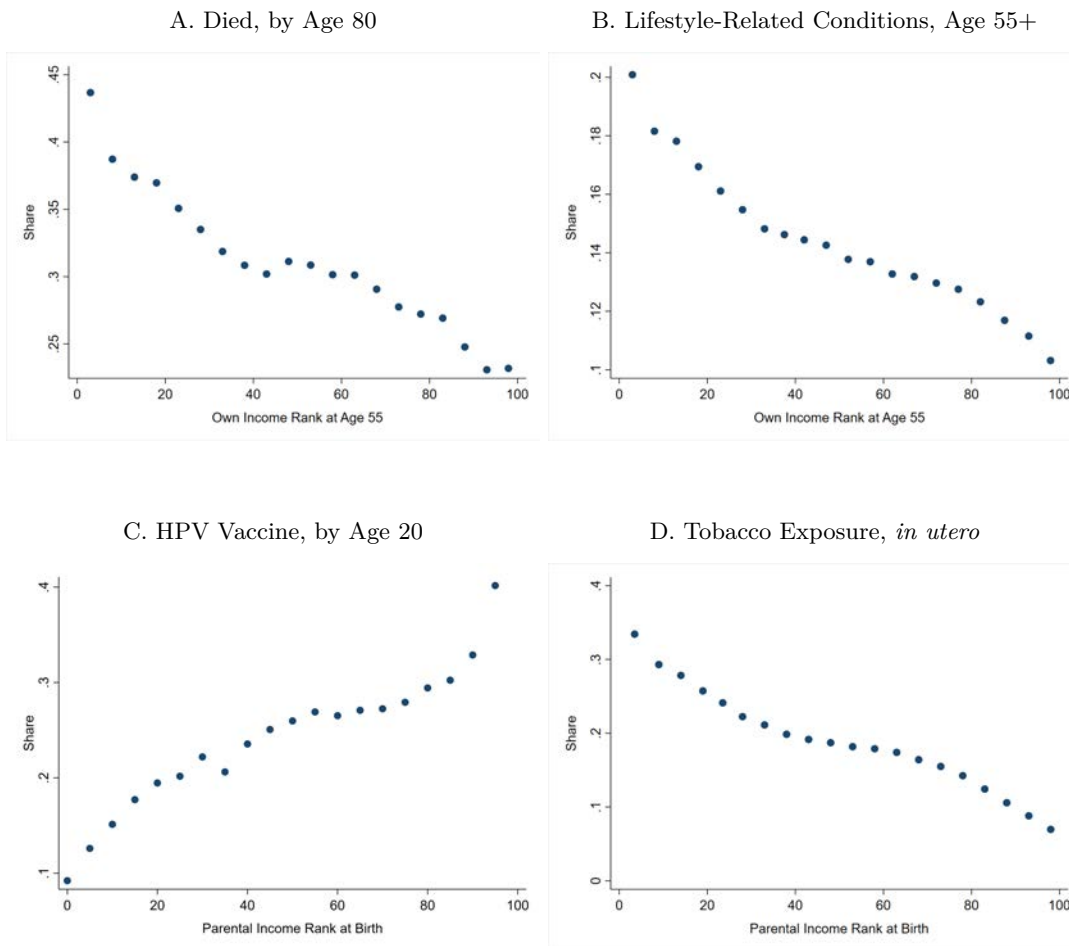 A. Died, by Age 80
.45
.4
.35
.3
.25
Share
0 20 40 60 80 100
Own Income Rank at Age 55
B. Lifestyle-Related Conditions, Age 55+
.2
.18
.16
.14
.12
.1
Share
0 20 40 60 80 100
Own Income Rank at Age 55
C. HPV Vaccine, by Age 20
.4
.3
.2
.1
Share
0 20 40 60 80 100
Parental Income Rank at Birth
D. Tobacco Exposure, in utero
.4
.3
.2
.1
0
Share
0 20 40 60 80 100
Parental Income Rank at Birth